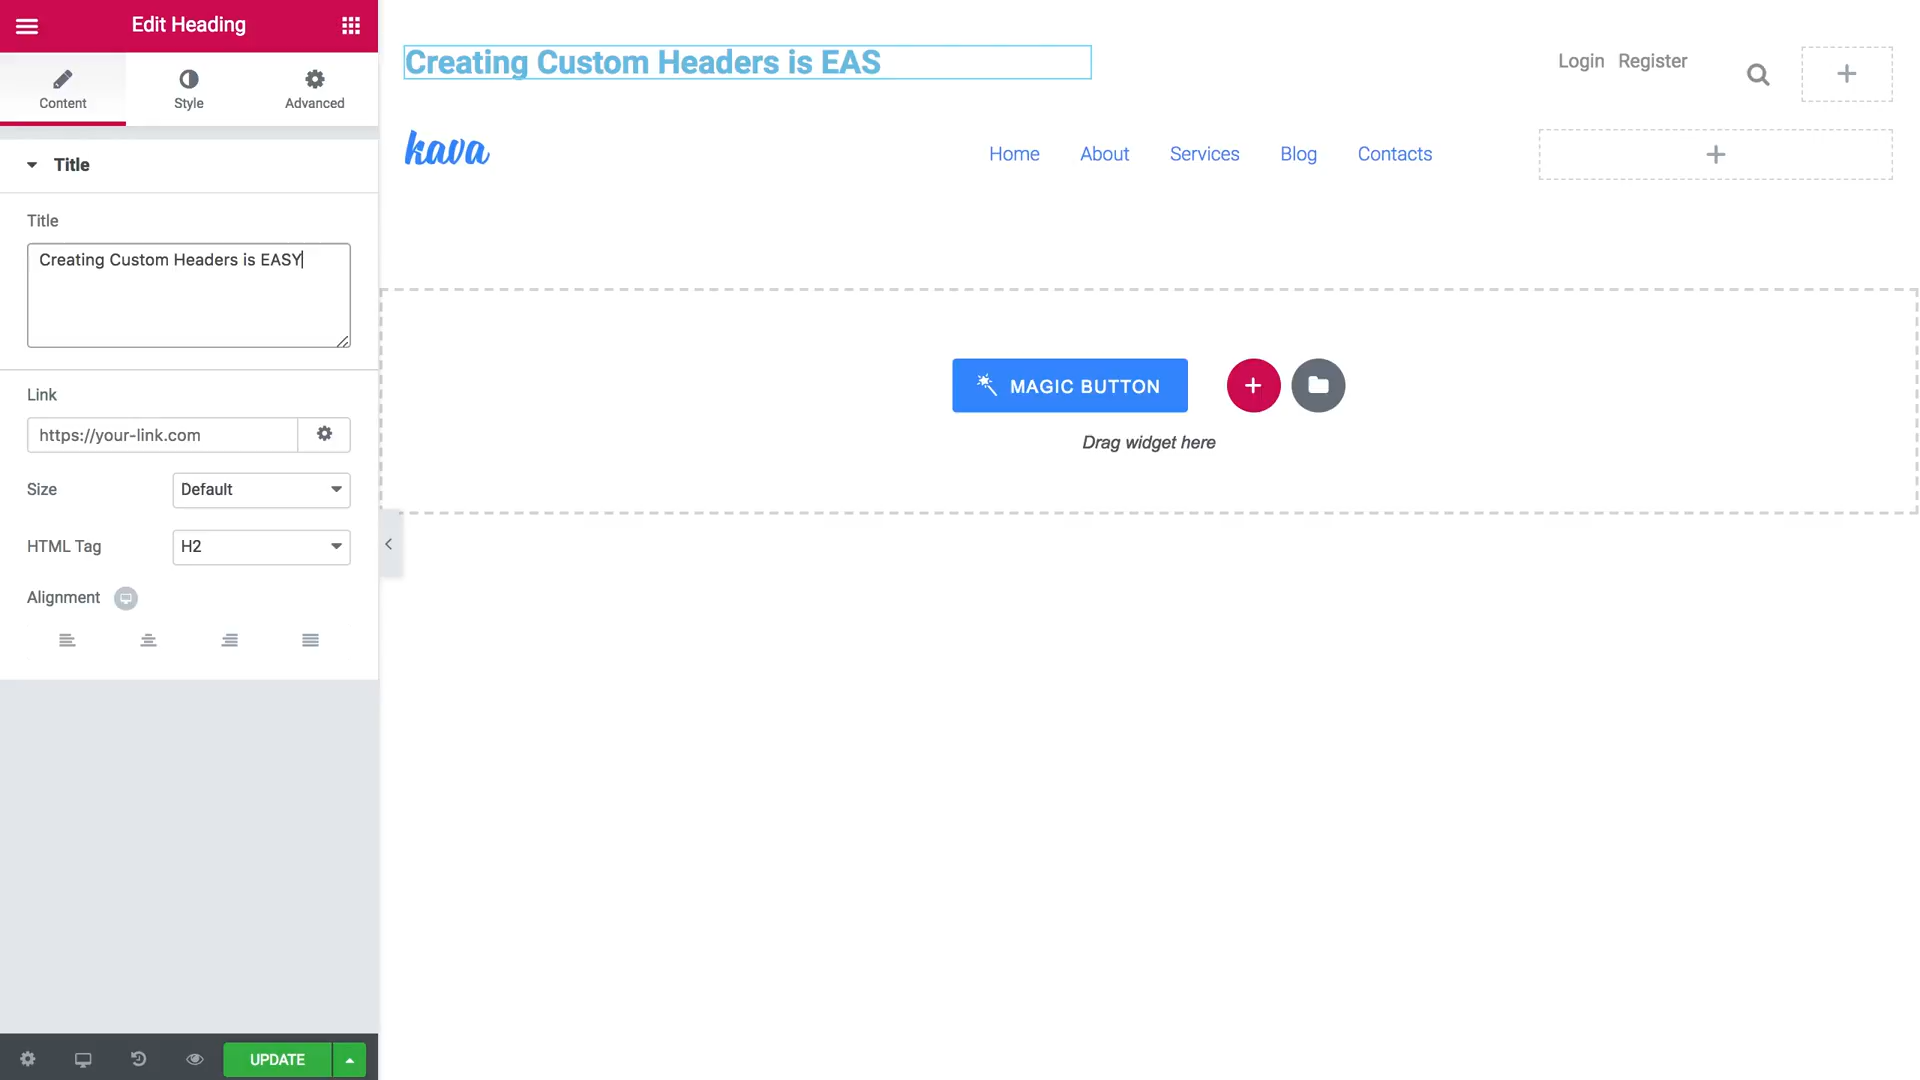 Edit Heading
Content
Style
Advanced
Title
Title
Creating Custom Headers is EASY
Link
https://your-link.com
Size
Default
HTML Tag
H2
Alignment
UPDATE
Creating Custom Headers is EAS
Login Register
kava
Home About Services Blog Contacts
MAGIC BUTTON
Drag widget here